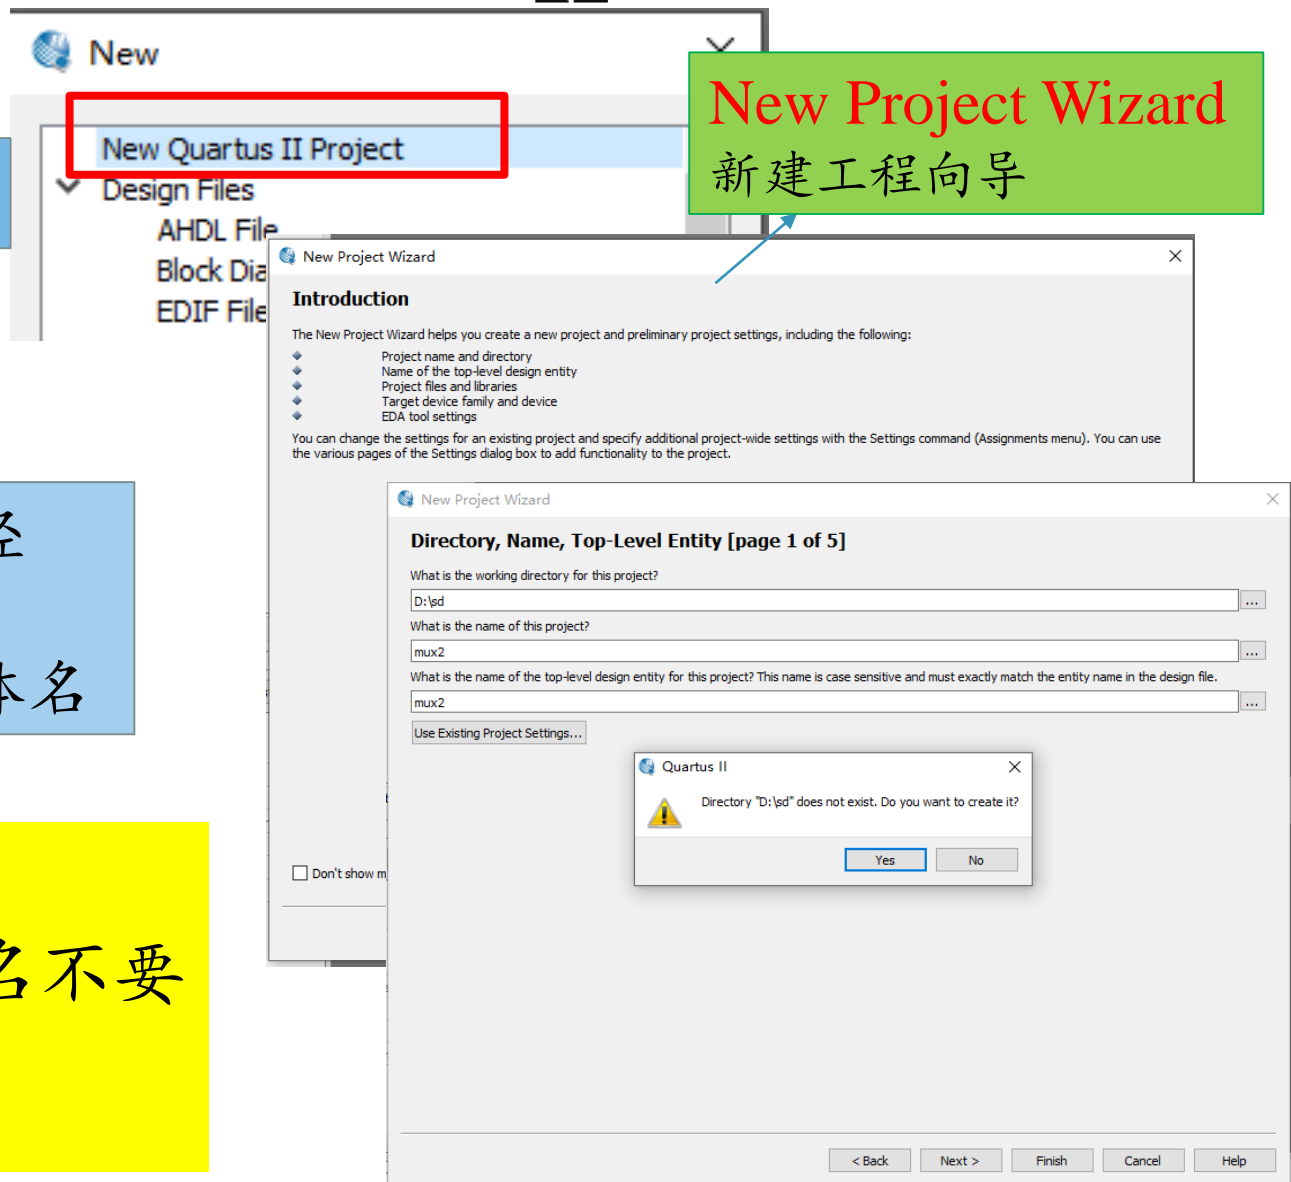 New
New Quartus II Project
Design Files
AHDL File
Block Dia
EDIF File
New Project Wizard
新建工程向导
New Project Wizard
Introduction
The New Project Wizard helps you create a new project and preliminary project settings, including the following:
Project name and directory
Name of the top-level design entity
Project files and libraries
Target device family and device
EDA tool settings
You can change the settings for an existing project and specify additional project-wide settings with the Settings command (Assignments menu). You can use
the various pages of the Settings dialog box to add functionality to the project.
Don't show m
径
体名
名不要
New Project Wizard
Directory, Name, Top-Level Entity [page 1 of 5]
What is the working directory for this project?
D:\sd
...
What is the name of this project?
mux2
...
What is the name of the top-level design entity for this project? This name is case sensitive and must exactly match the entity name in the design file.
mux2
...
Use Existing Project Settings...
Quartus II
Directory "D:\sd" does not exist. Do you want to create it?
Yes No
< Back Next > Finish Cancel Help